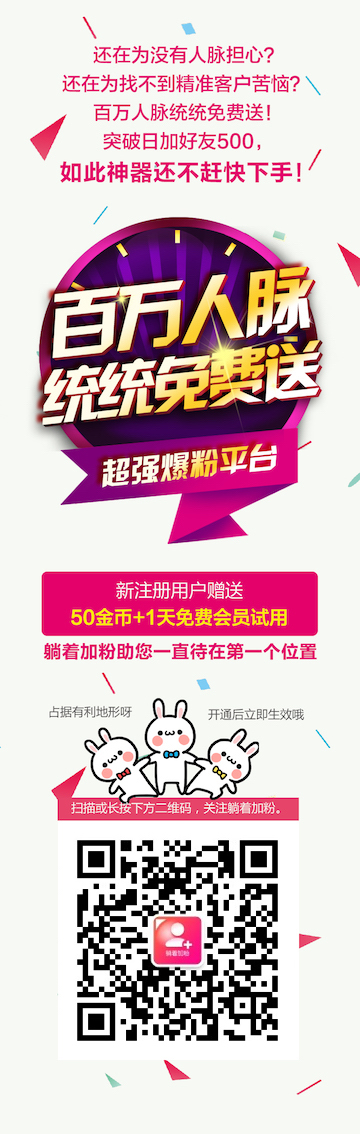 还在为没有人脉担心?
还在为找不到精准客户苦恼?
百万人脉统统免费送!
突破日加好友500,
如此神器还不赶快下手!
百万人脉
统统免费送
超强爆粉平台
新注册用户赠送
50金币+1天免费会员试用
躺着加粉助您一直待在第一个位置
占据有利地形呀
开通后立即生效哦
扫描或长按下方二维码，关注躺着加粉。
躺着加粉